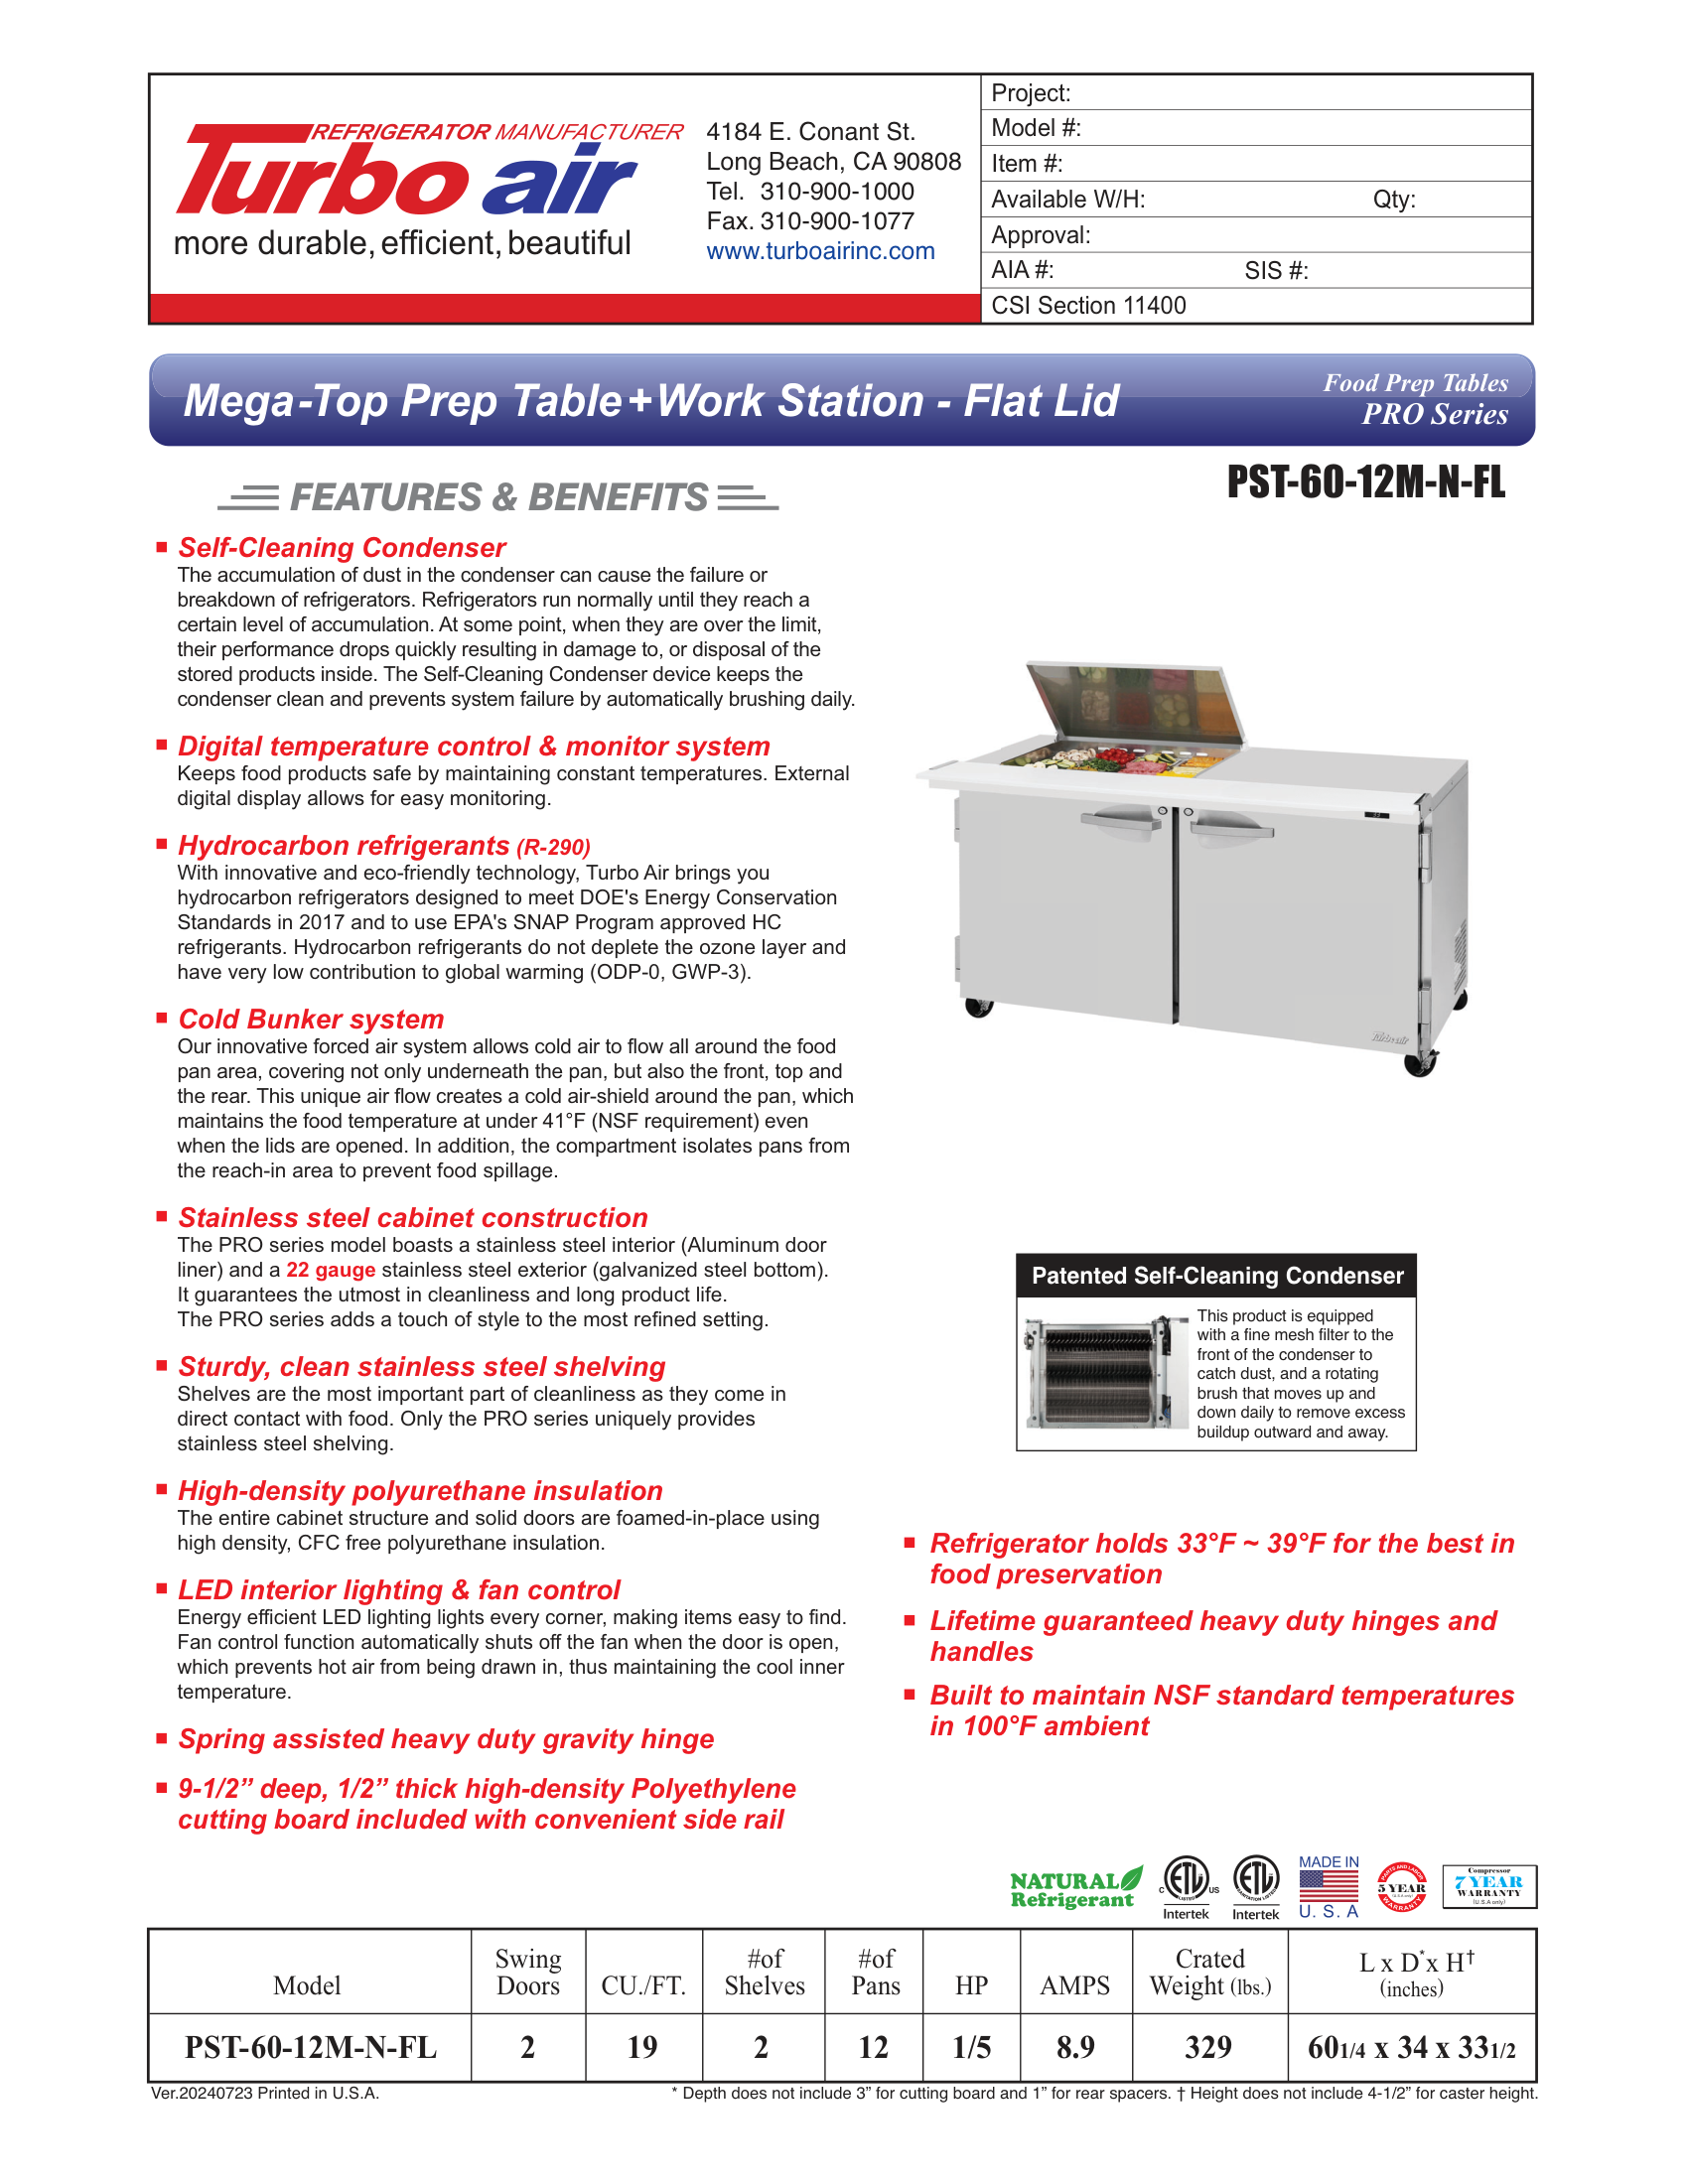 REFRIGERATOR MANUFACTURER
Turbo air
more durable, efficient, beautiful
4184 E. Conant St.
Long Beach, CA 90808
Tel. 310-900-1000
Fax. 310-900-1077
www.turboairinc.com
Project:
Model #:
Item #:
Available W/H: Qty:
Approval:
AIA #: SIS #:
CSI Section 11400
Mega-Top Prep Table+Work Station - Flat Lid
Food Prep Tables
PRO Series
PST-60-12M-N-FL
FEATURES & BENEFITS
Self-Cleaning Condenser
The accumulation of dust in the condenser can cause the failure or
breakdown of refrigerators. Refrigerators run normally until they reach a
certain level of accumulation. At some point, when they are over the limit,
their performance drops quickly resulting in damage to, or disposal of the
stored products inside. The Self-Cleaning Condenser device keeps the
condenser clean and prevents system failure by automatically brushing daily.
Digital temperature control & monitor system
Keeps food products safe by maintaining constant temperatures. External
digital display allows for easy monitoring.
Hydrocarbon refrigerants (R-290)
With innovative and eco-friendly technology, Turbo Air brings you
hydrocarbon refrigerators designed to meet DOE's Energy Conservation
Standards in 2017 and to use EPA's SNAP Program approved HC
refrigerants. Hydrocarbon refrigerants do not deplete the ozone layer and
have very low contribution to global warming (ODP-0, GWP-3).
Cold Bunker system
Our innovative forced air system allows cold air to flow all around the food
pan area, covering not only underneath the pan, but also the front, top and
the rear. This unique air flow creates a cold air-shield around the pan, which
maintains the food temperature at under 41°F (NSF requirement) even
when the lids are opened. In addition, the compartment isolates pans from
the reach-in area to prevent food spillage.
Stainless steel cabinet construction
The PRO series model boasts a stainless steel interior (Aluminum door
liner) and a 22 gauge stainless steel exterior (galvanized steel bottom).
It guarantees the utmost in cleanliness and long product life.
The PRO series adds a touch of style to the most refined setting.
Sturdy, clean stainless steel shelving
Shelves are the most important part of cleanliness as they come in
direct contact with food. Only the PRO series uniquely provides
stainless steel shelving.
High-density polyurethane insulation
The entire cabinet structure and solid doors are foamed-in-place using
high density, CFC free polyurethane insulation.
LED interior lighting & fan control
Energy efficient LED lighting lights every corner, making items easy to find.
Fan control function automatically shuts off the fan when the door is open,
which prevents hot air from being drawn in, thus maintaining the cool inner
temperature.
Spring assisted heavy duty gravity hinge
9-1/2” deep, 1/2” thick high-density Polyethylene
cutting board included with convenient side rail
Turbo air
Patented Self-Cleaning Condenser
This product is equipped
with a fine mesh filter to the
front of the condenser to
catch dust, and a rotating
brush that moves up and
down daily to remove excess
buildup outward and away.
Refrigerator holds 33°F ~ 39°F for the best in
food preservation
Lifetime guaranteed heavy duty hinges and
handles
Built to maintain NSF standard temperatures
in 100°F ambient
NATURAL
Refrigerant
C ETL US
LISTED
Intertek
ETL
SANITATION LISTED
Intertek
MADE IN
U. S. A
PARTS AND LABOR
5 YEAR
(U.S.A only)
WARRANTY
Compressor
7 YEAR
WARRANTY
(U.S.A only)
Model Swing Doors CU./FT. #of Shelves #of Pans HP AMPS Crated Weight (lbs.) L x D* x H† (inches)
PST-60-12M-N-FL 2 19 2 12 1/5 8.9 329 60 1/4 x 34 x 33 1/2
Ver.20240723 Printed in U.S.A.
* Depth does not include 3” for cutting board and 1” for rear spacers. † Height does not include 4-1/2” for caster height.